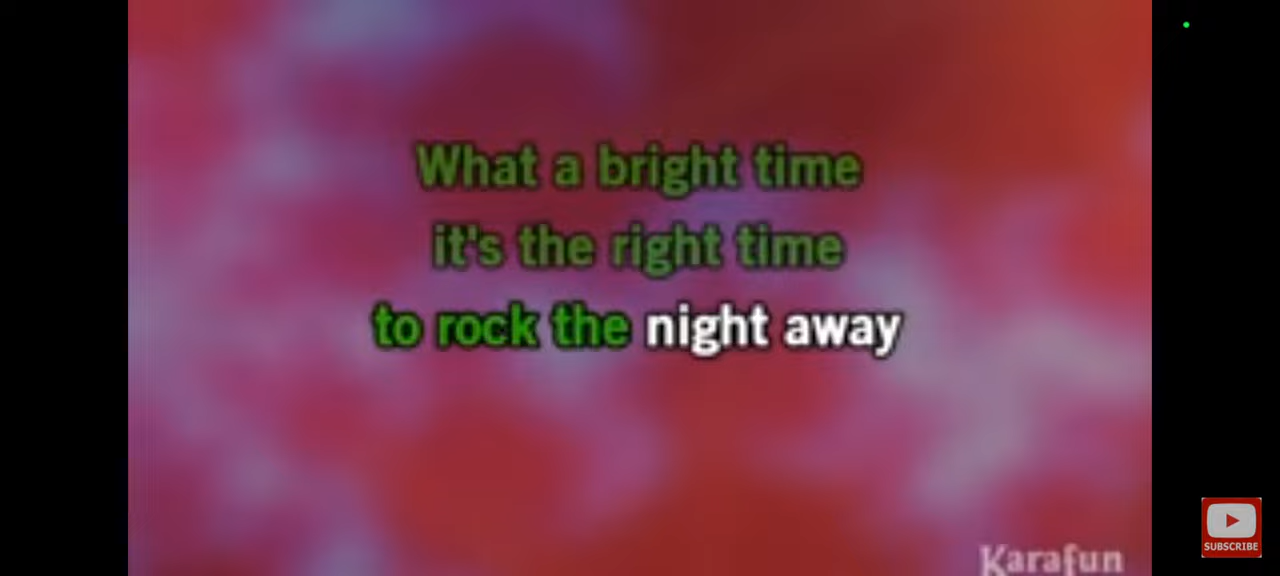 What a bright time
it's the right time
to rock the night away
Karafun
SUBSCRIBE